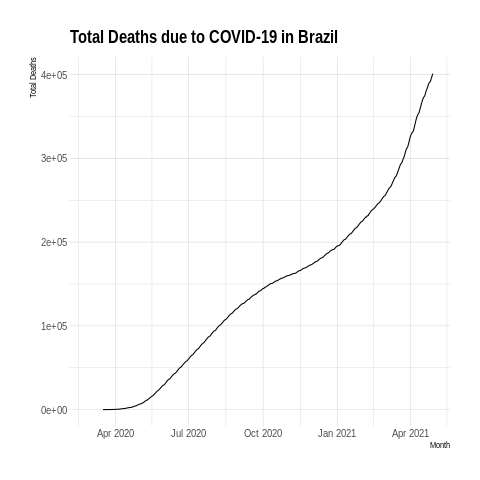 Total Deaths due to COVID-19 in Brazil
Total Deaths
4e+05
3e+05
2e+05
1e+05
0e+00
Apr 2020 Jul 2020 Oct 2020 Jan 2021 Apr 2021
Month